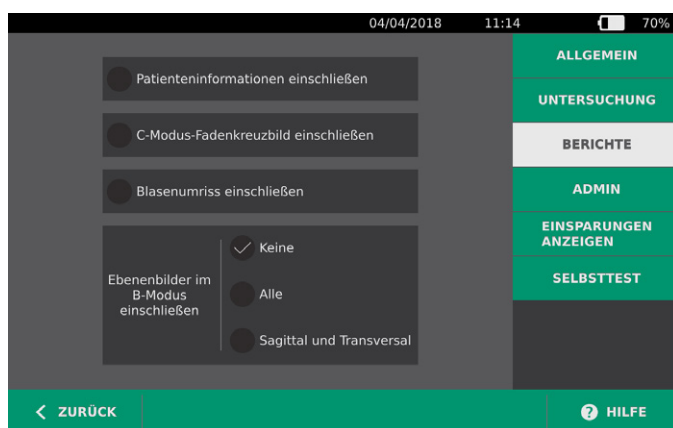 04/04/2018 11:14 70%
Patienteninformationen einschließen
C-Modus-Fadenkreuzbild einschließen
Blasenumriss einschließen
Ebenenbilder im
B-Modus
einschließen
Keine
Alle
Sagittal und Transversal
ALLGEMEIN
UNTERSUCHUNG
BERICHTE
ADMIN
EINSPARUNGEN
ANZEIGEN
SELBSTTEST
ZURÜCK
? HILFE